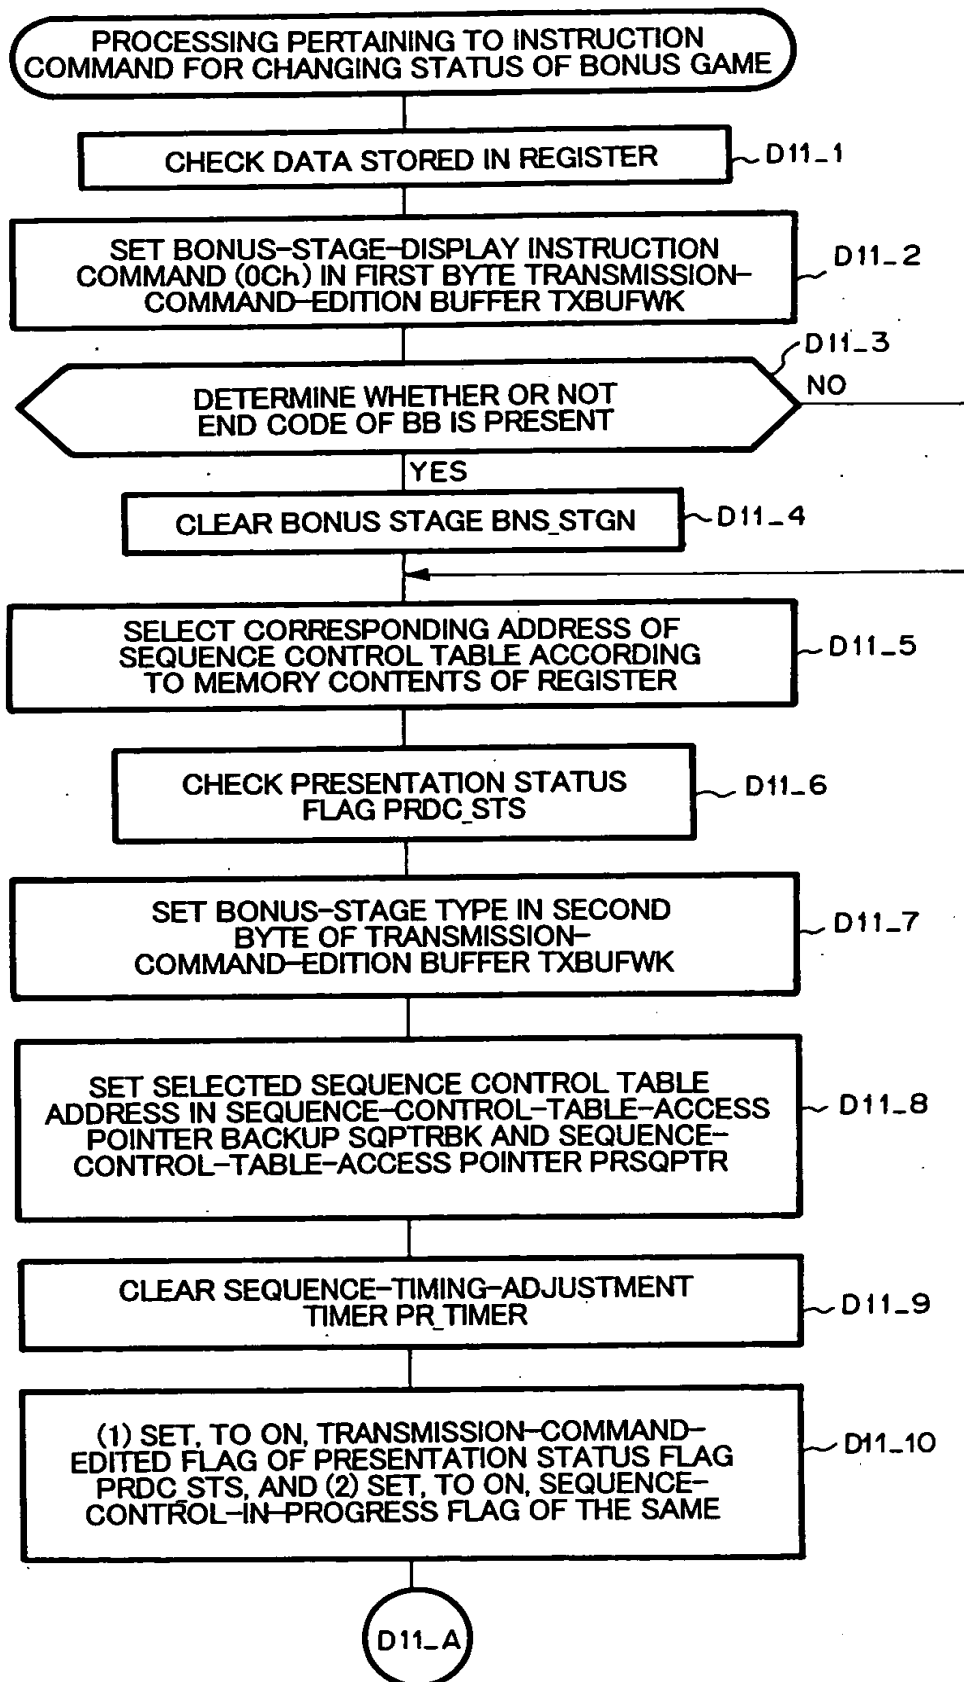 PROCESSING PERTAINING TO INSTRUCTION
COMMAND FOR CHANGING STATUS OF BONUS GAME
CHECK DATA STORED IN REGISTER
D11_1
SET BONUS-STAGE-DISPLAY INSTRUCTION
COMMAND (0Ch) IN FIRST BYTE TRANSMISSION-
COMMAND-EDITION BUFFER TXBUFWK
D11_2
D11_3
DETERMINE WHETHER OR NOT
END CODE OF BB IS PRESENT
NO
YES
CLEAR BONUS STAGE BNS_STGN
D11_4
SELECT CORRESPONDING ADDRESS OF
SEQUENCE CONTROL TABLE ACCORDING
TO MEMORY CONTENTS OF REGISTER
D11_5
CHECK PRESENTATION STATUS
FLAG PRDC_STS
D11_6
SET BONUS-STAGE TYPE IN SECOND
BYTE OF TRANSMISSION-
COMMAND-EDITION BUFFER TXBUFWK
D11_7
SET SELECTED SEQUENCE CONTROL TABLE
ADDRESS IN SEQUENCE-CONTROL-TABLE-ACCESS
POINTER BACKUP SQPTRBK AND SEQUENCE-
CONTROL-TABLE-ACCESS POINTER PRSQPTR
D11_8
CLEAR SEQUENCE-TIMING-ADJUSTMENT
TIMER PR_TIMER
D11_9
(1) SET, TO ON, TRANSMISSION-COMMAND-
EDITED FLAG OF PRESENTATION STATUS FLAG
PRDC_STS, AND (2) SET, TO ON, SEQUENCE-
CONTROL-IN-PROGRESS FLAG OF THE SAME
D11_10
D11_A